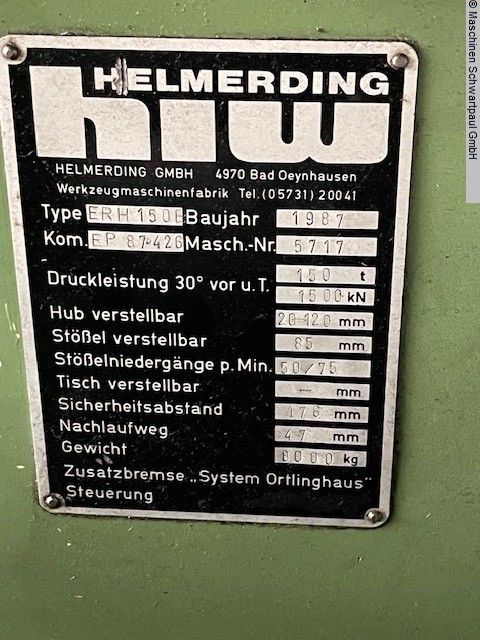 HELMERDING
hiw
HELMERDING GMBH 4970 Bad Oeynhausen
Werkzeugmaschinenfabrik Tel. (05731) 20041
Type ERH 150E Baujahr 1987
Kom. EP 87-426 Masch.-Nr. 5717
Druckleistung 30° vor u.T. 150 t
1500 kN
Hub verstellbar 20-120 mm
Stößel verstellbar 85 mm
Stößelniedergänge p. Min. 50/75
Tisch verstellbar — mm
Sicherheitsabstand 176 mm
Nachlaufweg 47 mm
Gewicht 8000 kg
Zusatzbremse „System Ortlinghaus"
Steuerung
© Maschinen Schwartpaul GmbH